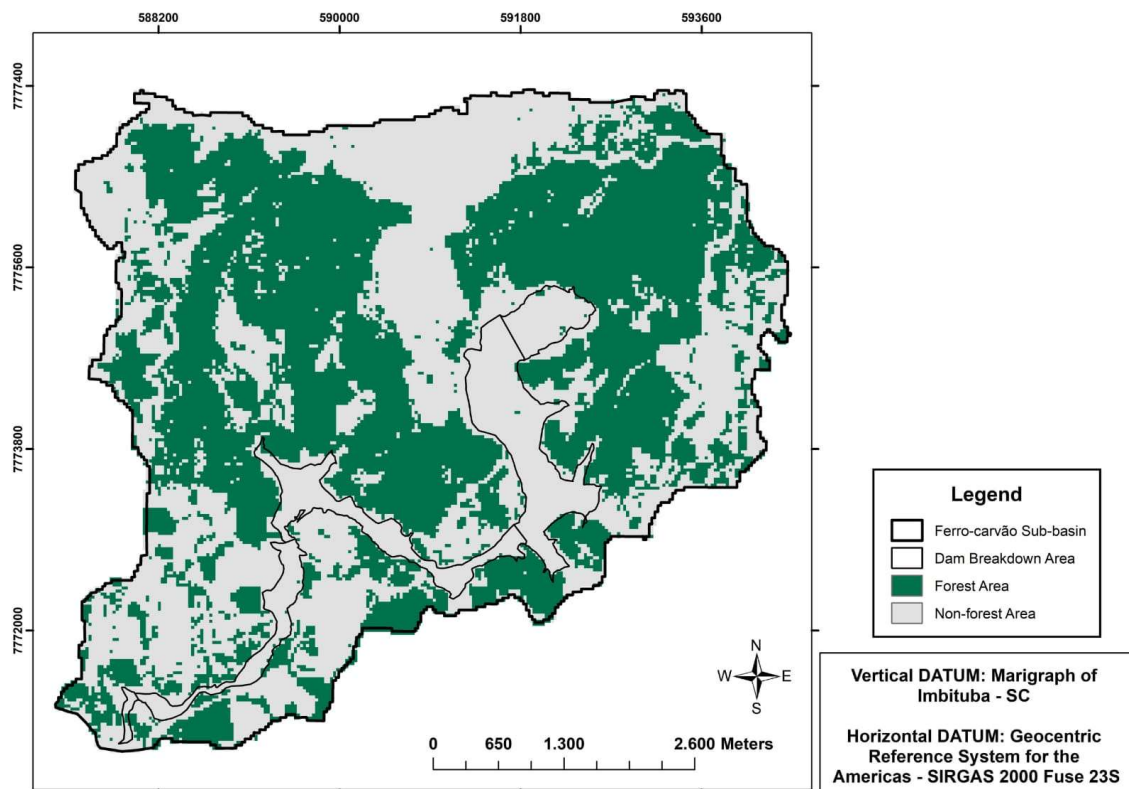 588200 590000 591800 593600
7777400
7775600
7773800
7772000
Legend
Ferro-carvão Sub-basin
Dam Breakdown Area
Forest Area
Non-forest Area
N
W E
S
0 650 1.300 2.600 Meters
Vertical DATUM: Marigraph of
Imbituba - SC
Horizontal DATUM: Geocentric
Reference System for the
Americas - SIRGAS 2000 Fuse 23S